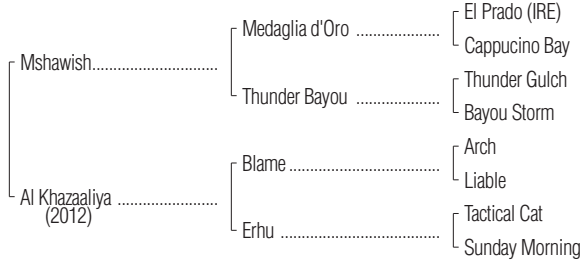 El Prado (IRE)
Medaglia d'Oro ....................
Cappucino Bay
Mshawish..............................
Thunder Gulch
Thunder Bayou ....................
Bayou Storm
Arch
Blame....................................
Liable
Al Khazaaliya ........................
(2012)
Tactical Cat
Erhu ......................................
Sunday Morning